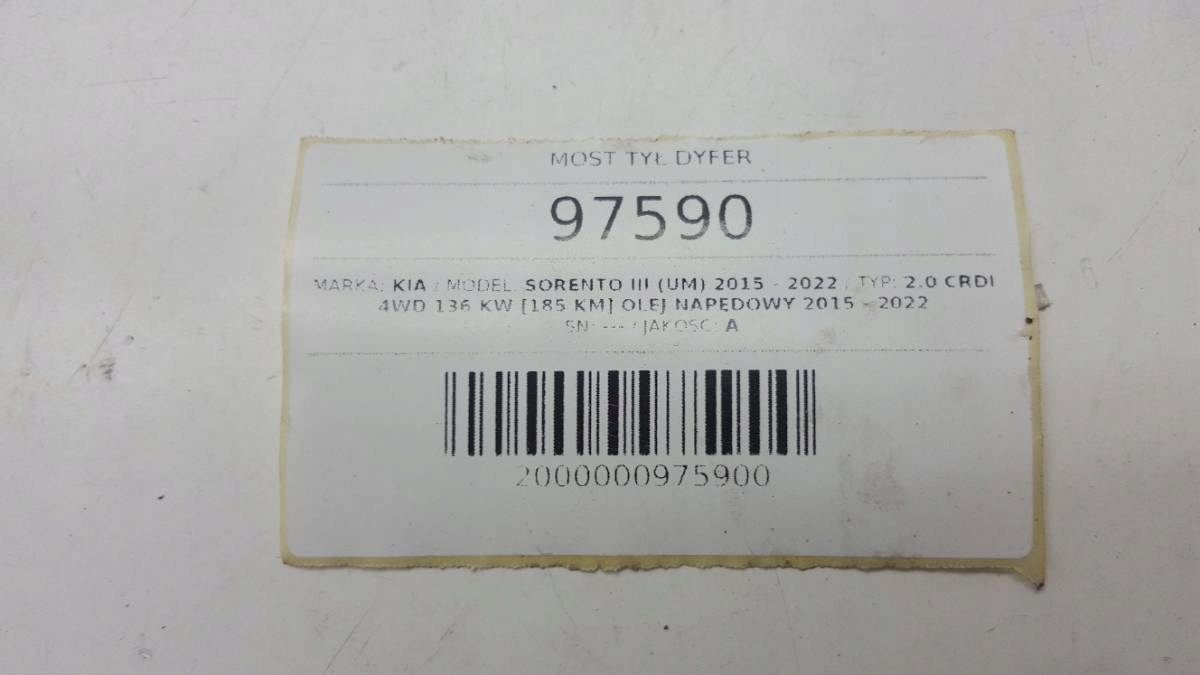 MOST TYŁ DYFER
97590
MARKA: KIA / MODEL: SORENTO III (UM) 2015 - 2022 / TYP: 2.0 CRDI
4WD 136 KW [185 KM] OLEJ NAPĘDOWY 2015 - 2022
SN: --- / JAKOŚĆ: A
2000000975900